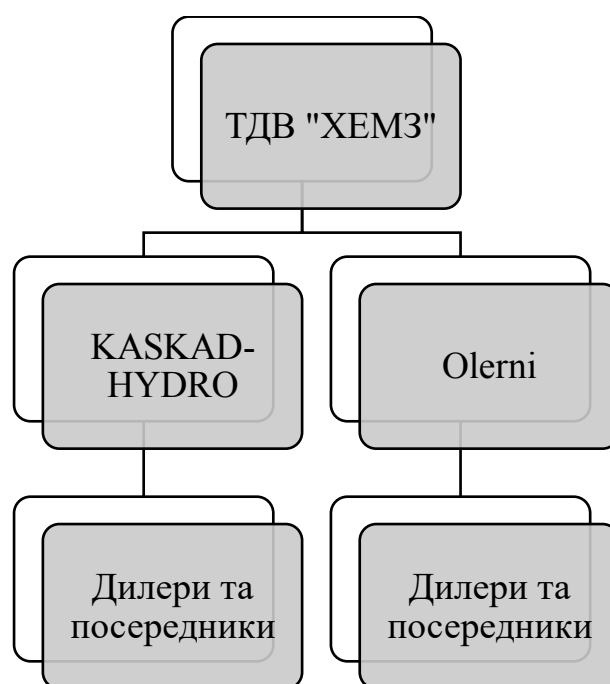 ТДВ "ХЕМЗ"
KASKAD-
HYDRO
Olerni
Дилери та
посередники
Дилери та
посередники